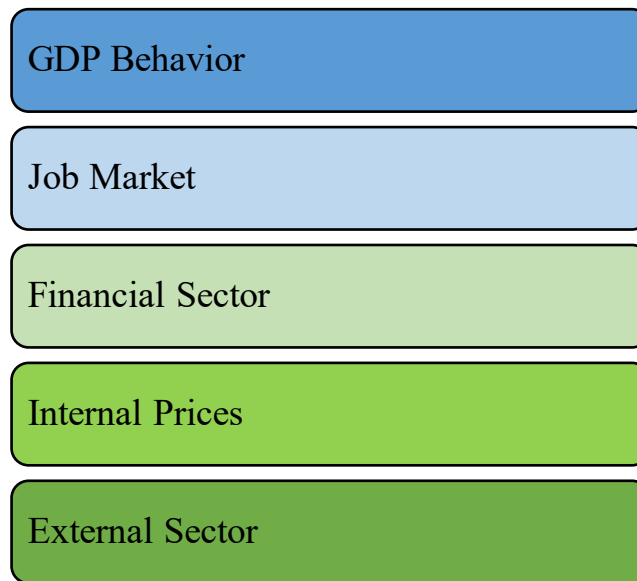 GDP Behavior
Job Market
Financial Sector
Internal Prices
External Sector